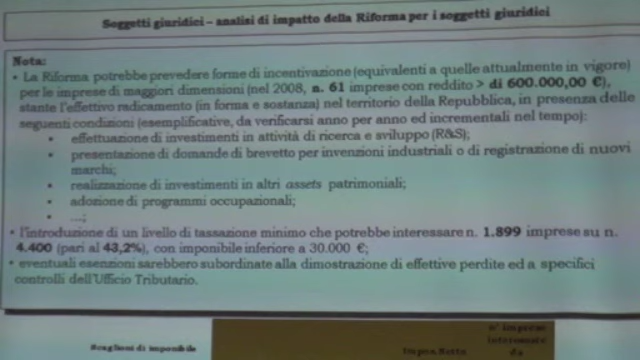 Soggetti giuridici – analisi di impatto della Riforma per i soggetti giuridici
Nota:
• La Riforma potrebbe prevedere forme di incentivazione (equivalenti a quelle attualmente in vigore)
per le imprese di maggiori dimensioni (nel 2008, n. 61 imprese con reddito > di 600.000,00 €),
stante l'effettivo radicamento (in forma e sostanza) nel territorio della Repubblica, in presenza delle
seguenti condizioni (esemplificative, da verificarsi anno per anno ed incrementali nel tempo):
• effettuazione di investimenti in attività di ricerca e sviluppo (R&S);
• presentazione di domande di brevetto per invenzioni industriali o di registrazione di nuovi
marchi;
• realizzazione di investimenti in altri assets patrimoniali;
• adozione di programmi occupazionali;
• ...;
• l'introduzione di un livello di tassazione minimo che potrebbe interessare n. 1.899 imprese su n.
4.400 (pari al 43,2%), con imponibile inferiore a 30.000 €;
• eventuali esenzioni sarebbero subordinate alla dimostrazione di effettive perdite ed a specifici
controlli dell'Ufficio Tributario.
n° imprese
Scaglioni di imponibile
interessate
da